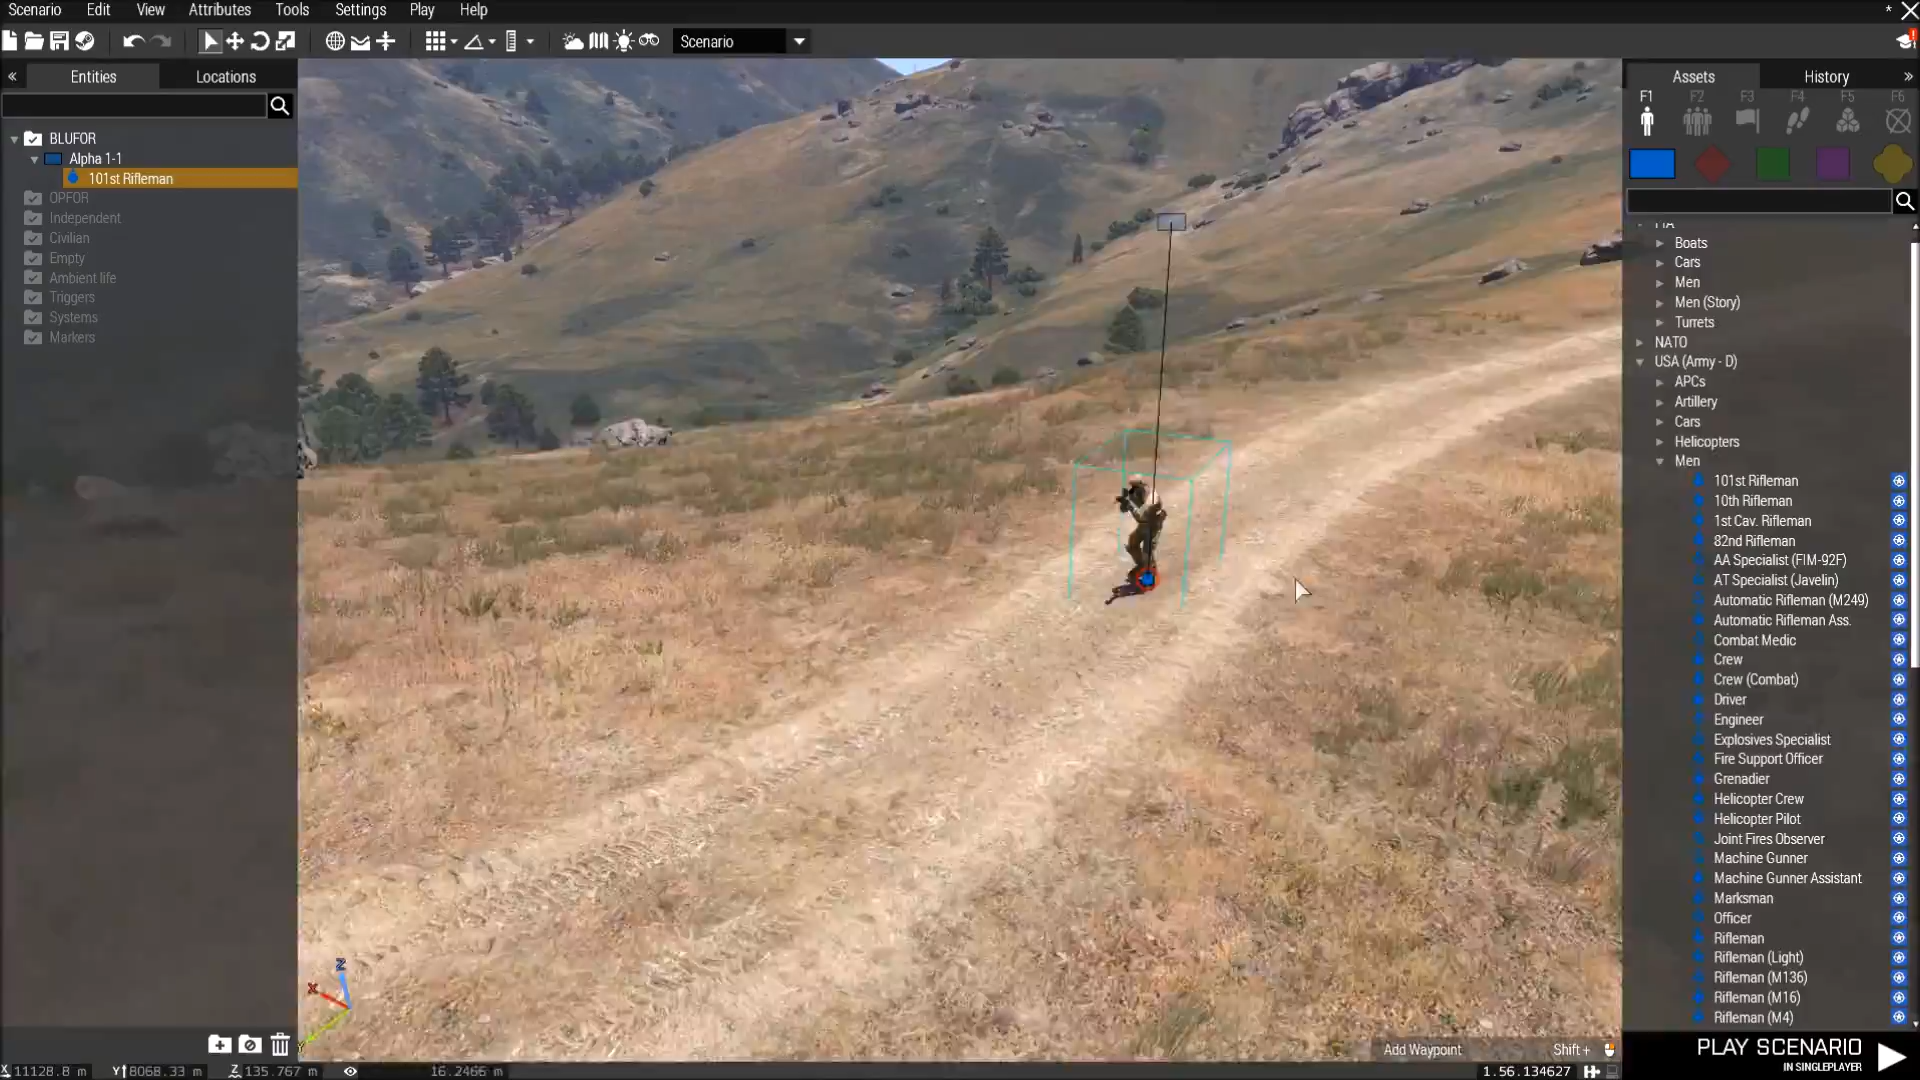 Scenario Edit View Attributes Tools Settings Play Help *
Scenario
Entities Locations
BLUFOR
Alpha 1-1
101st Rifleman
OPFOR
Independent
Civilian
Empty
Ambient life
Triggers
Systems
Markers
Assets History
F1 F2 F3 F4 F5 F6
Boats
Cars
Men
Men (Story)
Turrets
NATO
USA (Army - D)
APCs
Artillery
Cars
Helicopters
Men
101st Rifleman
10th Rifleman
1st Cav. Rifleman
82nd Rifleman
AA Specialist (FIM-92F)
AT Specialist (Javelin)
Automatic Rifleman (M249)
Automatic Rifleman Ass.
Combat Medic
Crew
Crew (Combat)
Driver
Engineer
Explosives Specialist
Fire Support Officer
Grenadier
Helicopter Crew
Helicopter Pilot
Joint Fires Observer
Machine Gunner
Machine Gunner Assistant
Marksman
Officer
Rifleman
Rifleman (Light)
Rifleman (M136)
Rifleman (M16)
Rifleman (M4)
Z
X
Y
Add Waypoint Shift +
PLAY SCENARIO
IN SINGLEPLAYER
X 11128.8 m Y 8068.33 m Z 135.767 m 16.2466 m 1.56.134627